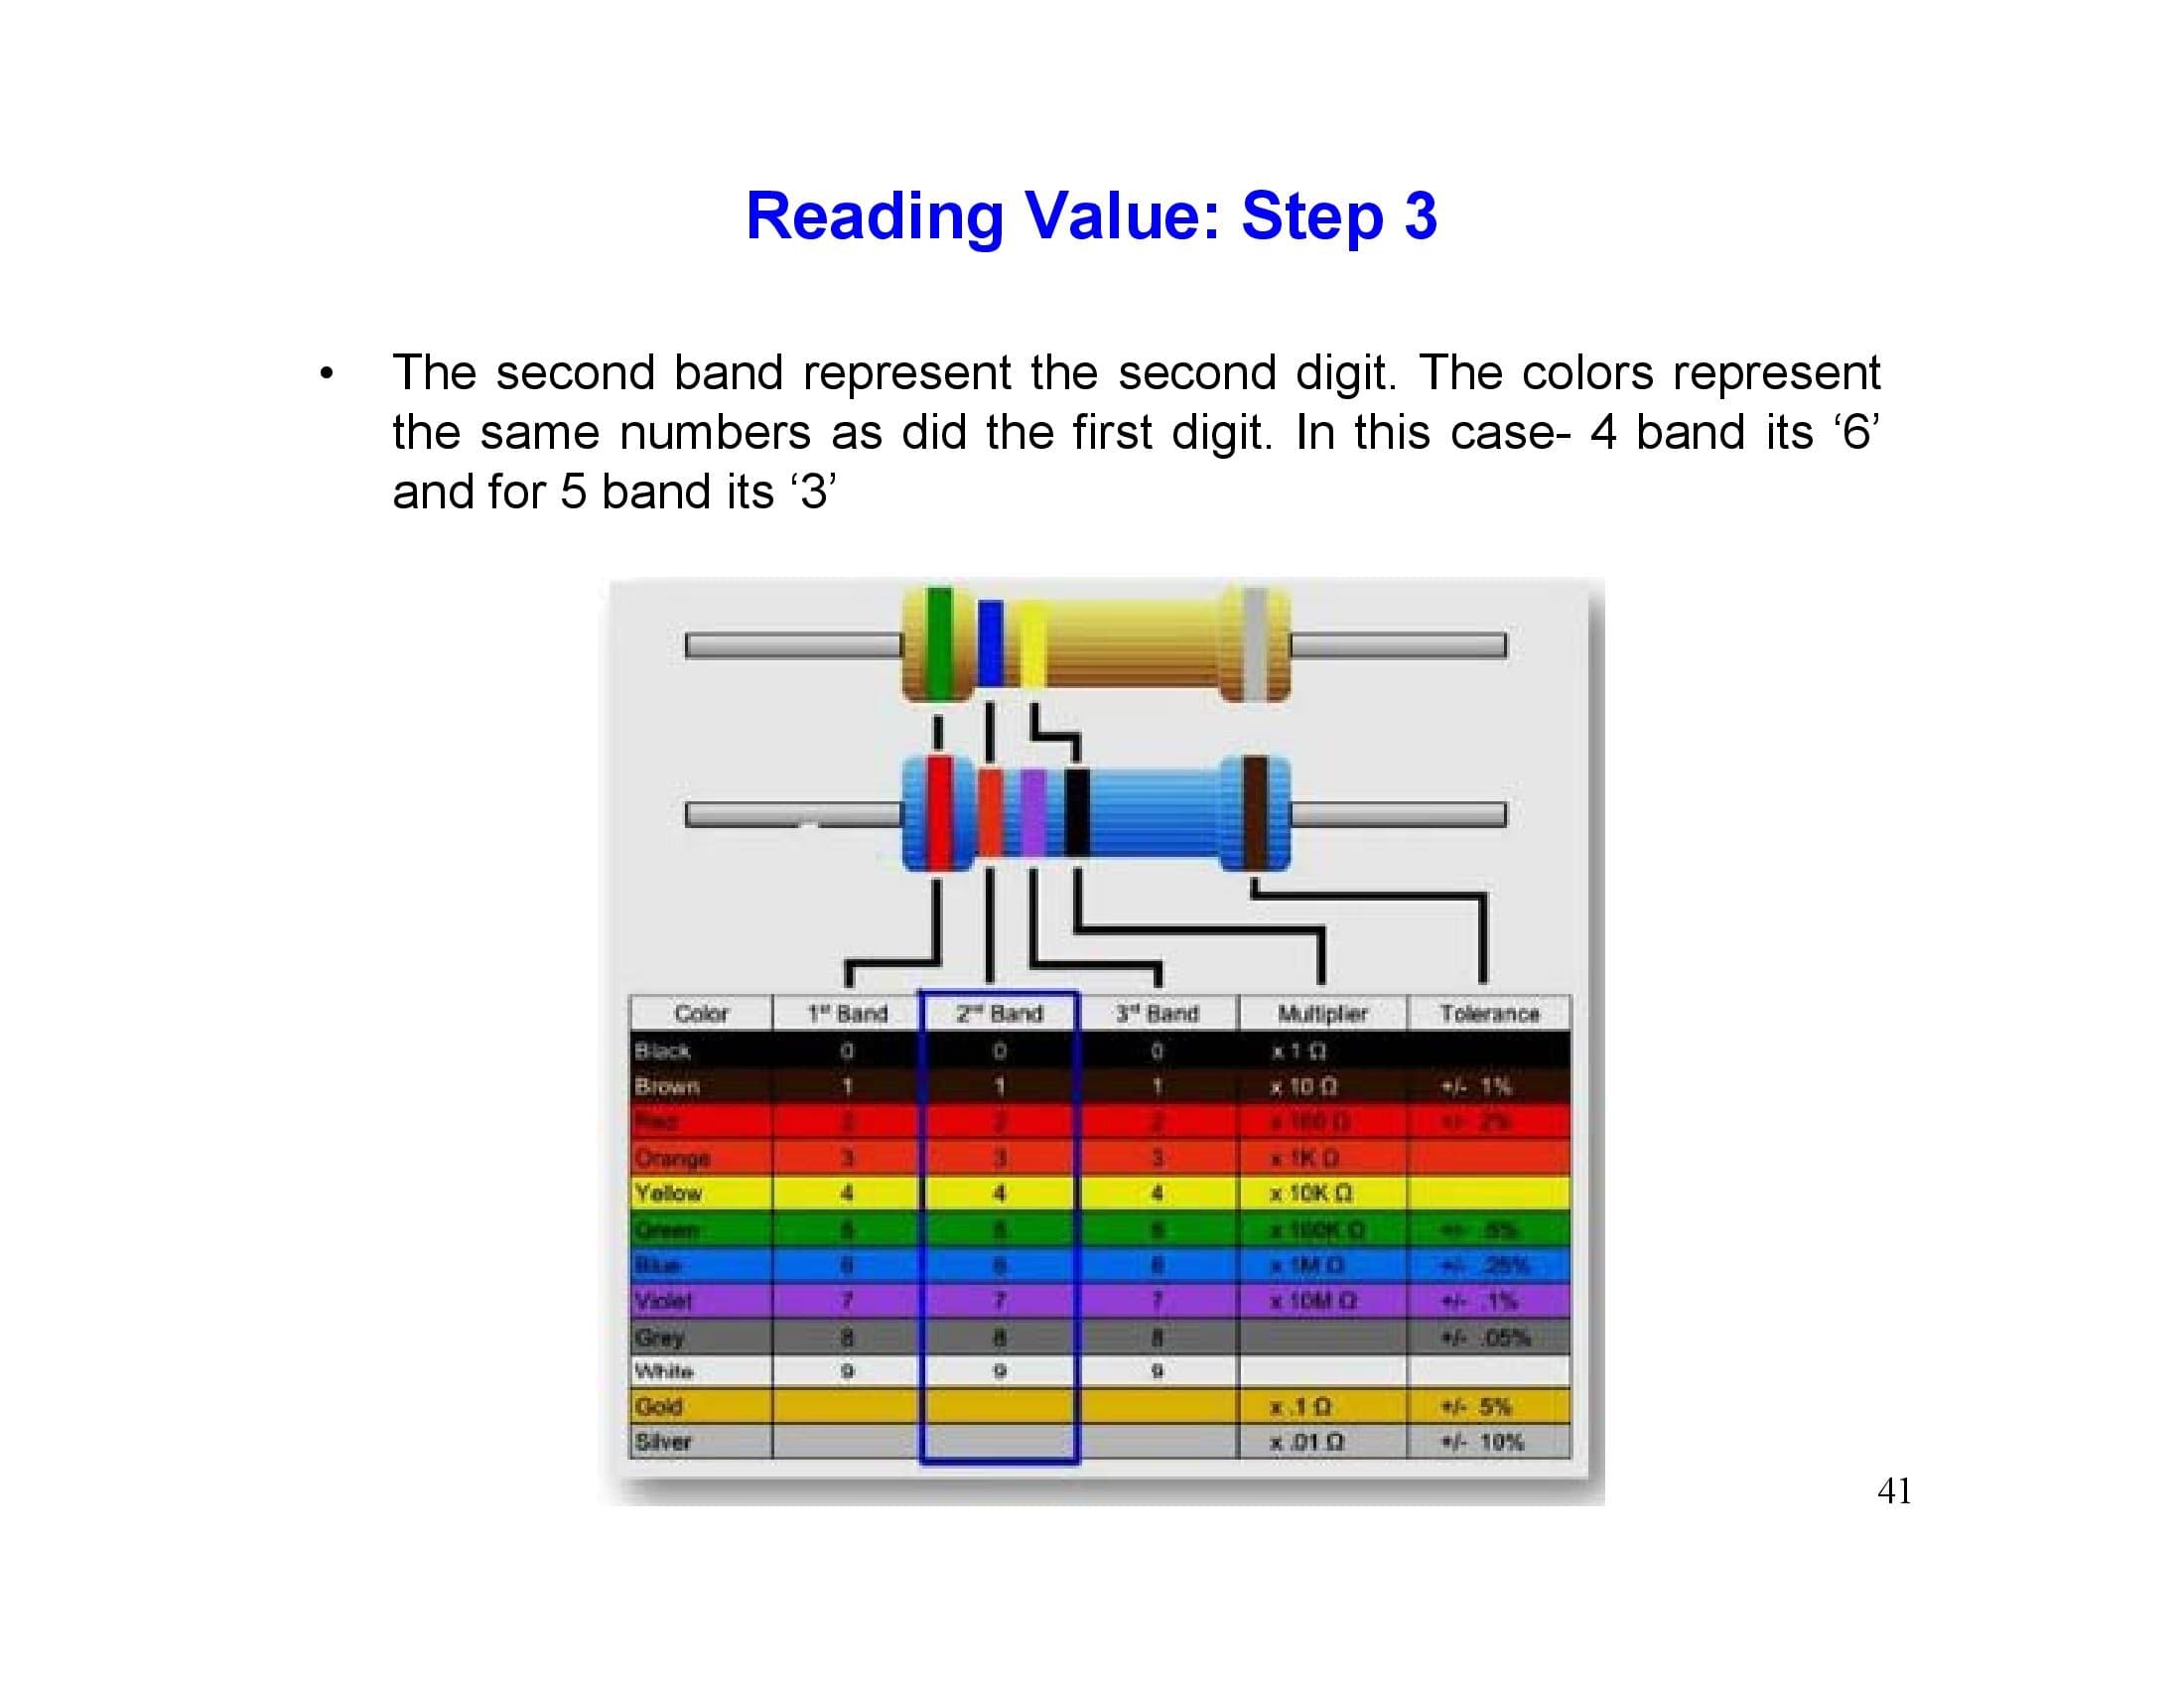 Reading Value: Step 3
• The second band represent the second digit. The colors represent
the same numbers as did the first digit. In this case- 4 band its ‘6’
and for 5 band its ‘3’
Color 1st Band 2nd Band 3rd Band Multiplier Tolerance
Black 0 0 0 x 1 Ω
Brown 1 1 1 x 10 Ω +/- 1%
Red 2 2 2 x 100 Ω +/- 2%
Orange 3 3 3 x 1K Ω
Yellow 4 4 4 x 10K Ω
Green 5 5 5 x 100K Ω +/- .5%
Blue 6 6 6 x 1M Ω +/- .25%
Violet 7 7 7 x 10M Ω +/- .1%
Grey 8 8 8 +/- .05%
White 9 9 9
Gold x .1 Ω +/- 5%
Silver x .01 Ω +/- 10%
41